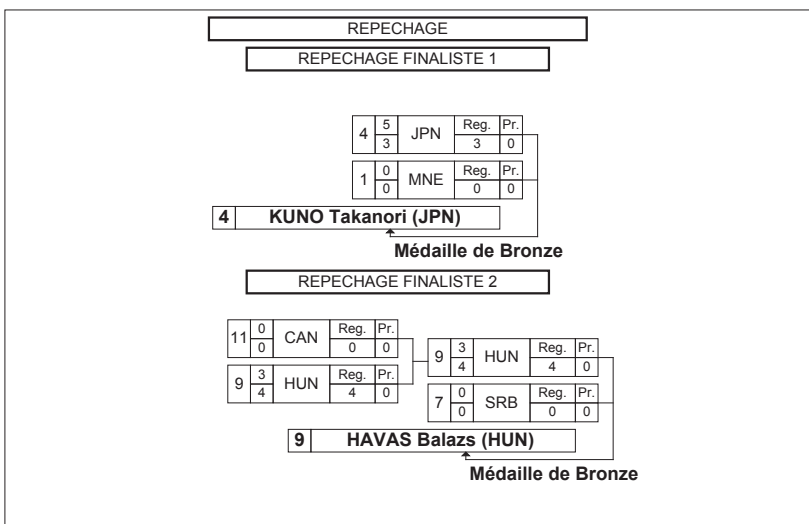 REPECHAGE
REPECHAGE FINALISTE 1
4 5 3 JPN Reg. 3 Pr. 0
1 0 0 MNE Reg. 0 Pr. 0
4 KUNO Takanori (JPN)
Médaille de Bronze
REPECHAGE FINALISTE 2
11 0 0 CAN Reg. 0 Pr. 0
9 3 4 HUN Reg. 4 Pr. 0
9 3 4 HUN Reg. 4 Pr. 0
7 0 0 SRB Reg. 0 Pr. 0
9 HAVAS Balazs (HUN)
Médaille de Bronze